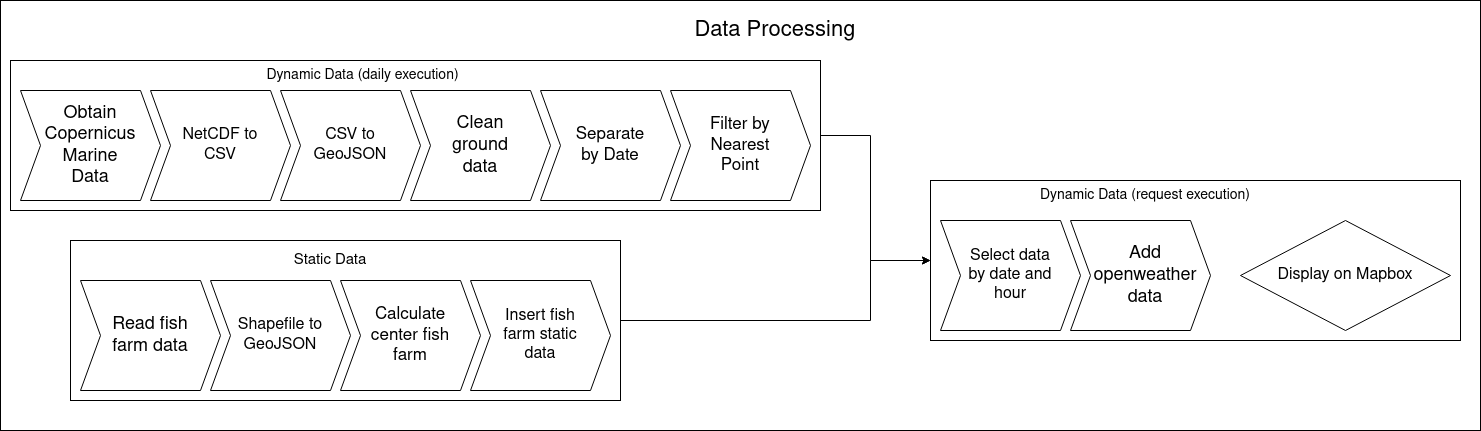 Data Processing
Dynamic Data (daily execution)
Obtain
Copernicus
Marine
Data
NetCDF to
CSV
CSV to
GeoJSON
Clean
ground
data
Separate
by Date
Filter by
Nearest
Point
Static Data
Read fish
farm data
Shapefile to
GeoJSON
Calculate
center fish
farm
Insert fish
farm static
data
Dynamic Data (request execution)
Select data
by date and
hour
Add
openweather
data
Display on Mapbox